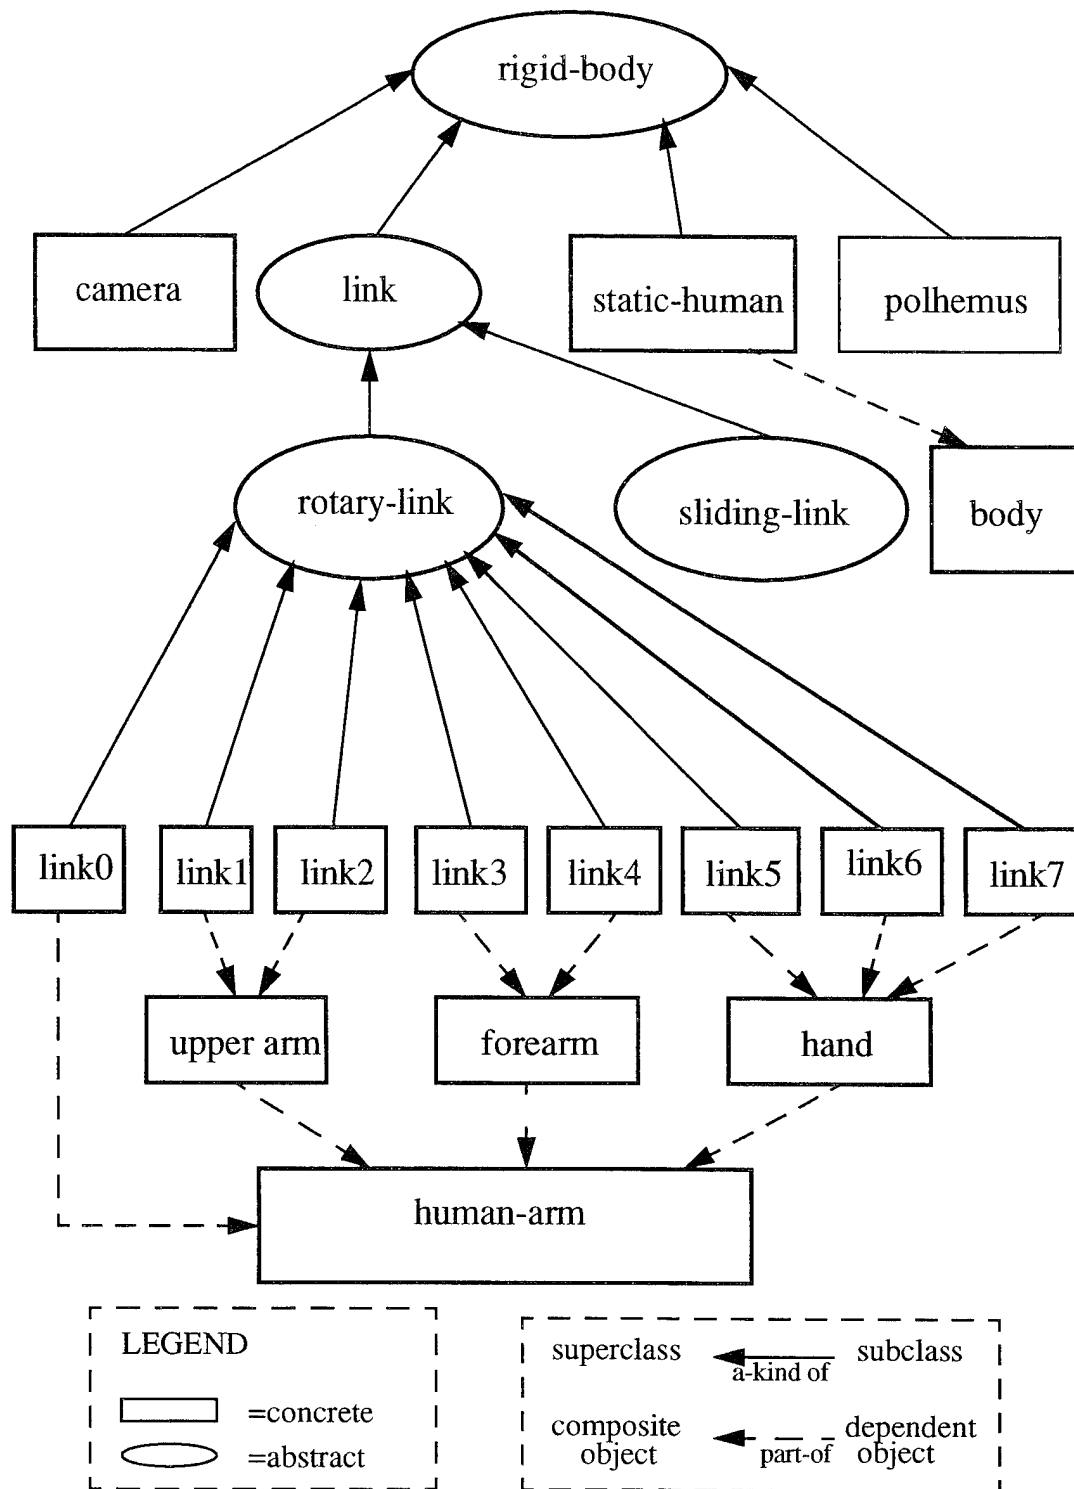 rigid-body
camera
link
static-human
polhemus
rotary-link
sliding-link
body
link0
link1
link2
link3
link4
link5
link6
link7
upper arm
forearm
hand
human-arm
LEGEND
=concrete
=abstract
superclass
a-kind of
subclass
composite
object
part-of
dependent
object